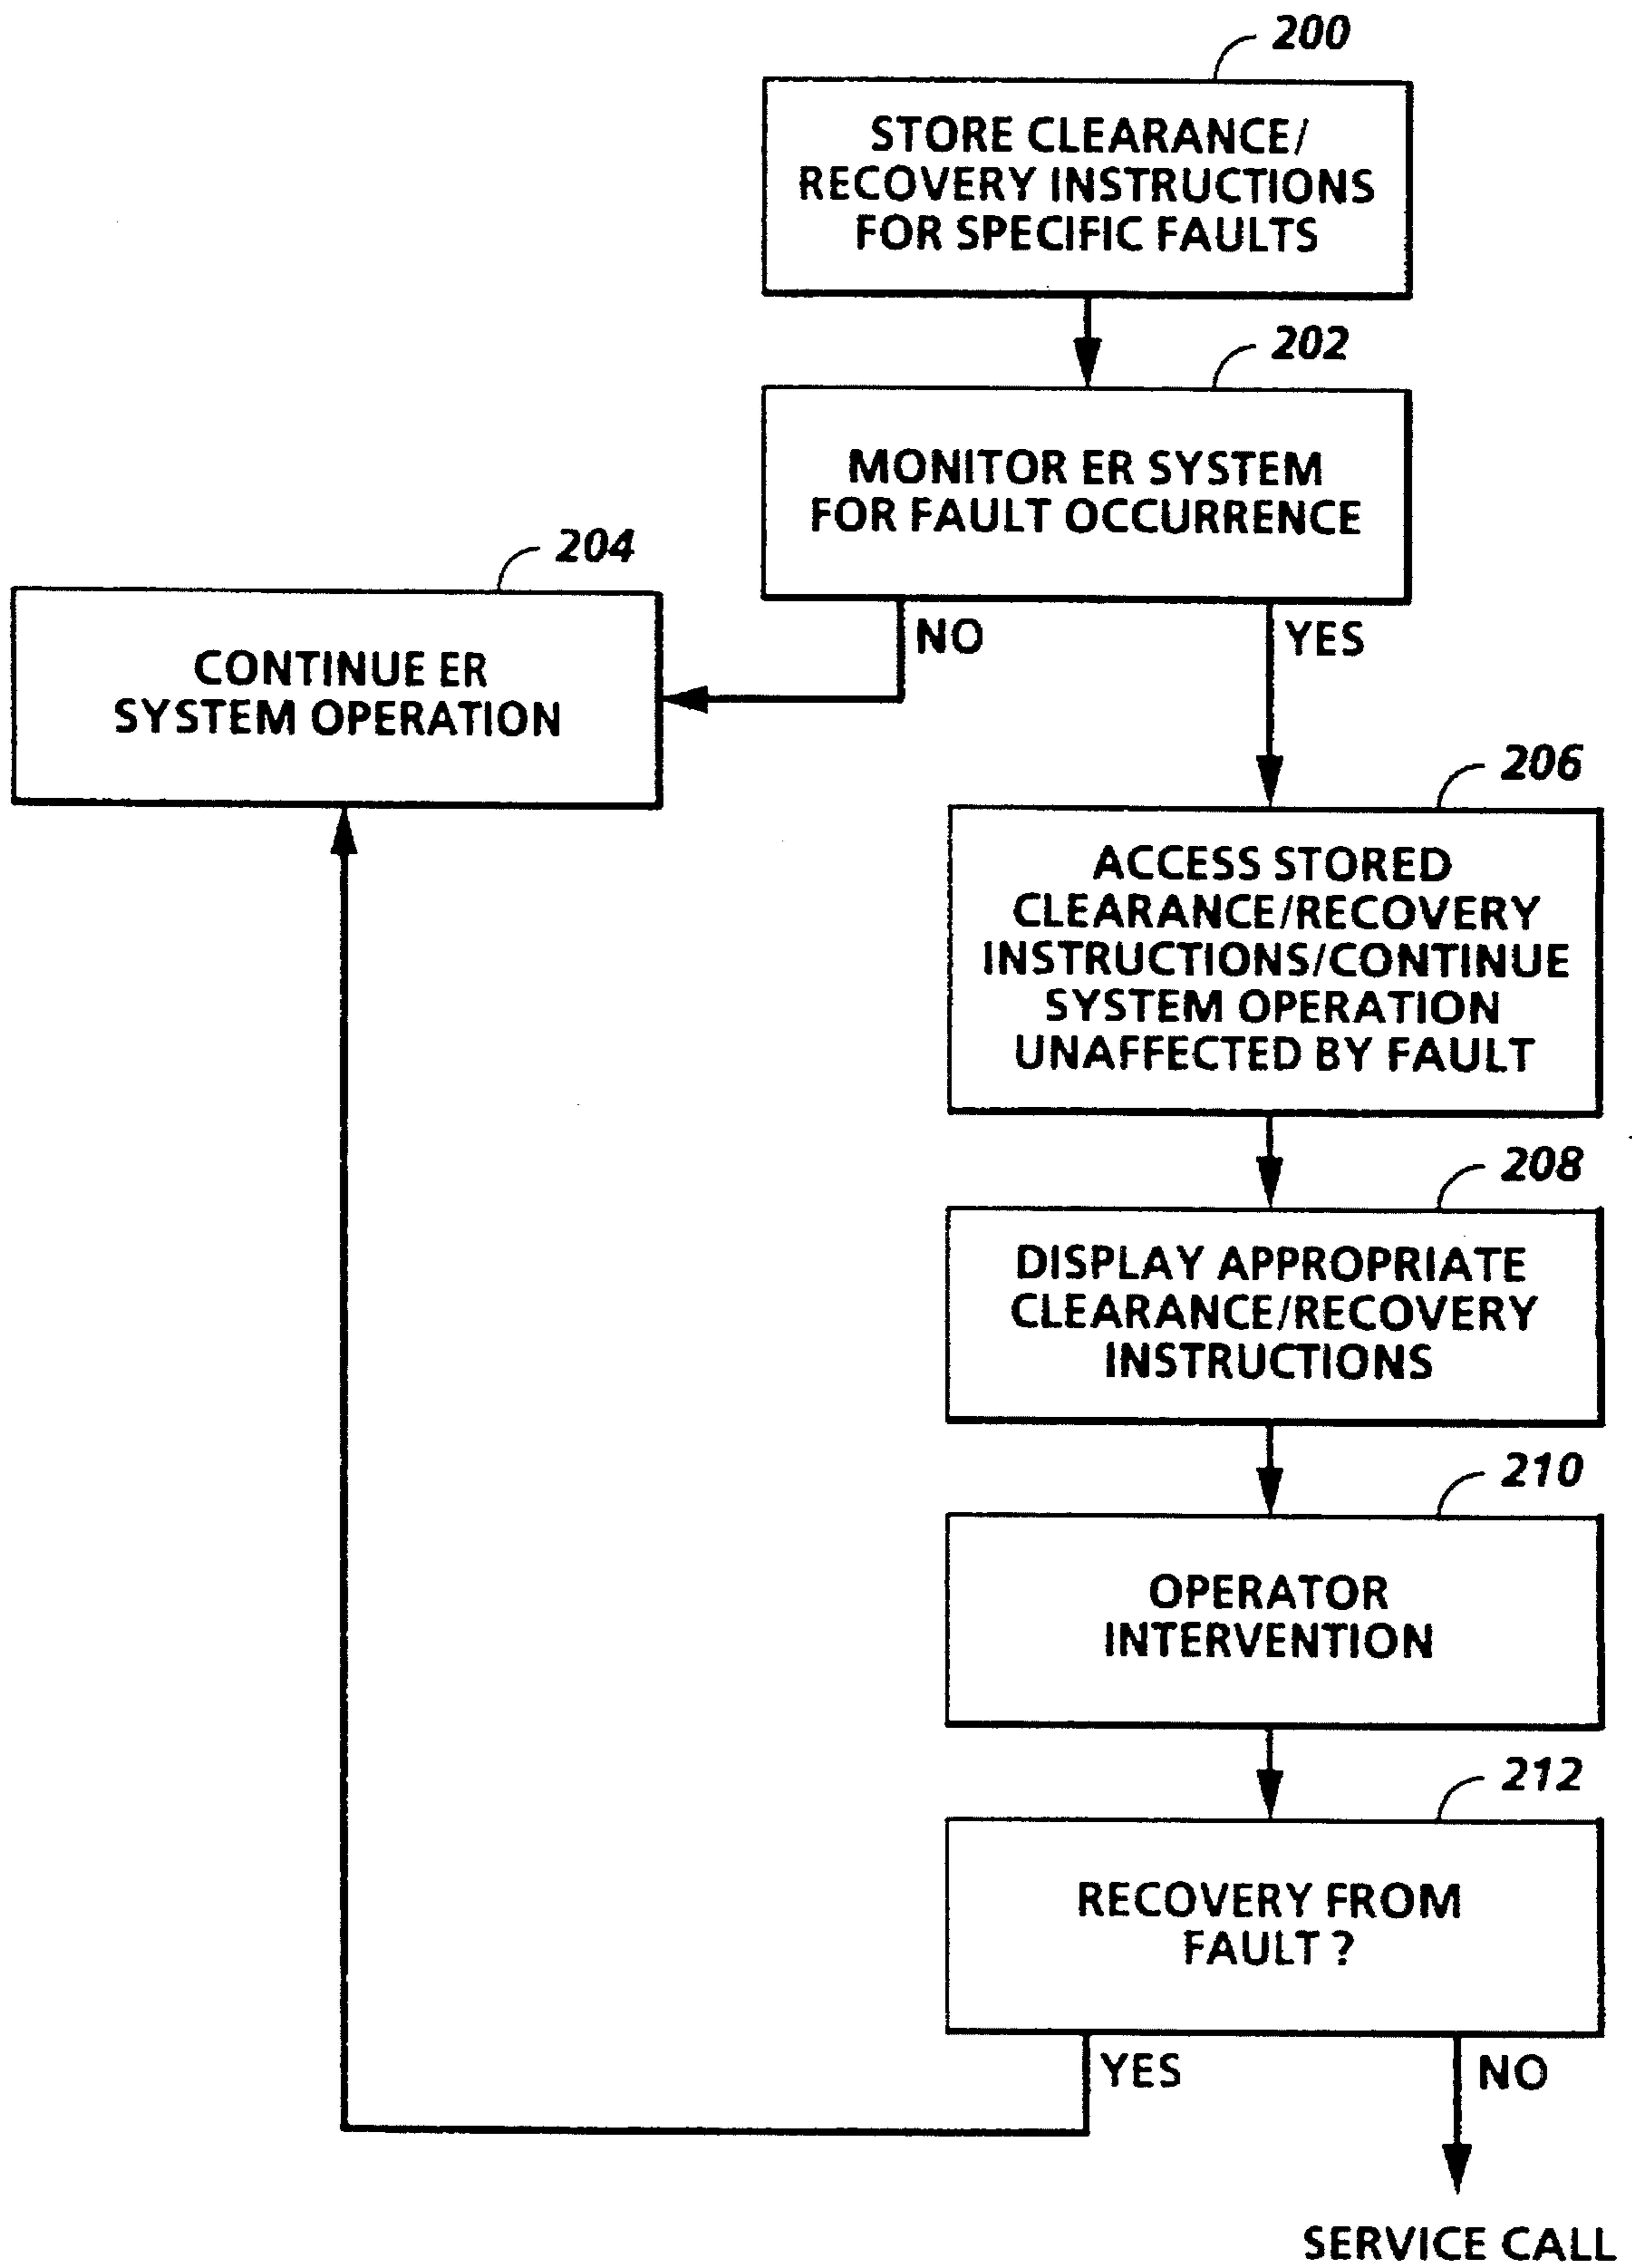 200
STORE CLEARANCE/
RECOVERY INSTRUCTIONS
FOR SPECIFIC FAULTS
202
MONITOR ER SYSTEM
FOR FAULT OCCURRENCE
NO
YES
204
CONTINUE ER
SYSTEM OPERATION
206
ACCESS STORED
CLEARANCE/RECOVERY
INSTRUCTIONS/CONTINUE
SYSTEM OPERATION
UNAFFECTED BY FAULT
208
DISPLAY APPROPRIATE
CLEARANCE/RECOVERY
INSTRUCTIONS
210
OPERATOR
INTERVENTION
212
RECOVERY FROM
FAULT ?
YES
NO
SERVICE CALL